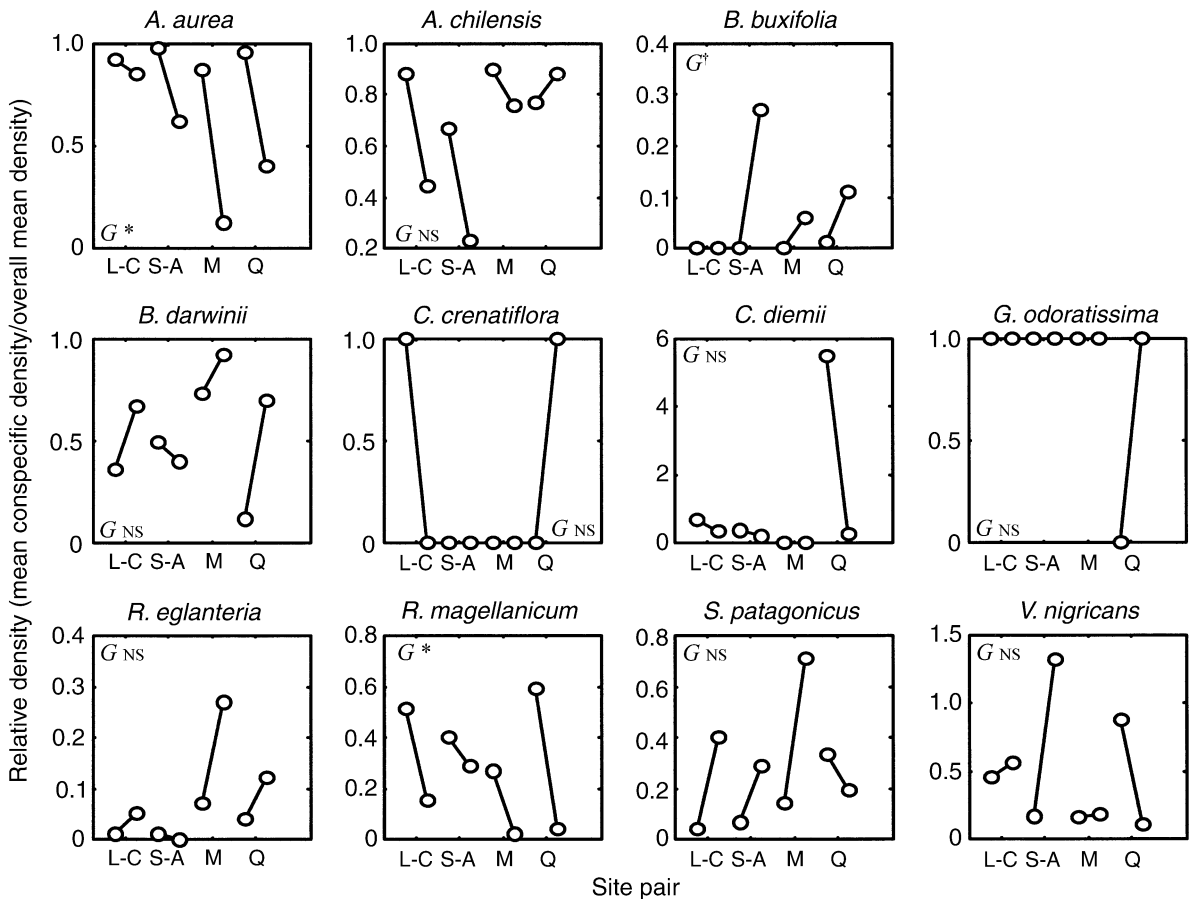 A. aurea
A. chilensis
B. buxifolia
1.0
0.5
0
G *
L-C S-A M Q
1.0
0.8
0.6
0.4
0.2
G NS
L-C S-A M Q
0.4
0.3
0.2
0.1
0
G†
L-C S-A M Q
B. darwinii
C. crenatiflora
C. diemii
G. odoratissima
1.0
0.5
0
G NS
L-C S-A M Q
1.0
0.5
0
G NS
L-C S-A M Q
6
4
2
0
G NS
L-C S-A M Q
1.0
0.5
0
G NS
L-C S-A M Q
R. eglanteria
R. magellanicum
S. patagonicus
V. nigricans
0.4
0.3
0.2
0.1
0
G NS
L-C S-A M Q
0.8
0.6
0.4
0.2
0
G *
L-C S-A M Q
0.8
0.6
0.4
0.2
0
G NS
L-C S-A M Q
1.5
1.0
0.5
0
G NS
L-C S-A M Q
Relative density (mean conspecific density/overall mean density)
Site pair